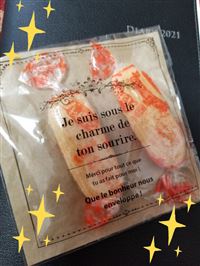 DIARY 2021
Je suis sous le
charme de
ton sourire.
Merci pour tout ce que
tu as fait pour moi!
Que le bonheur nous
enveloppe!